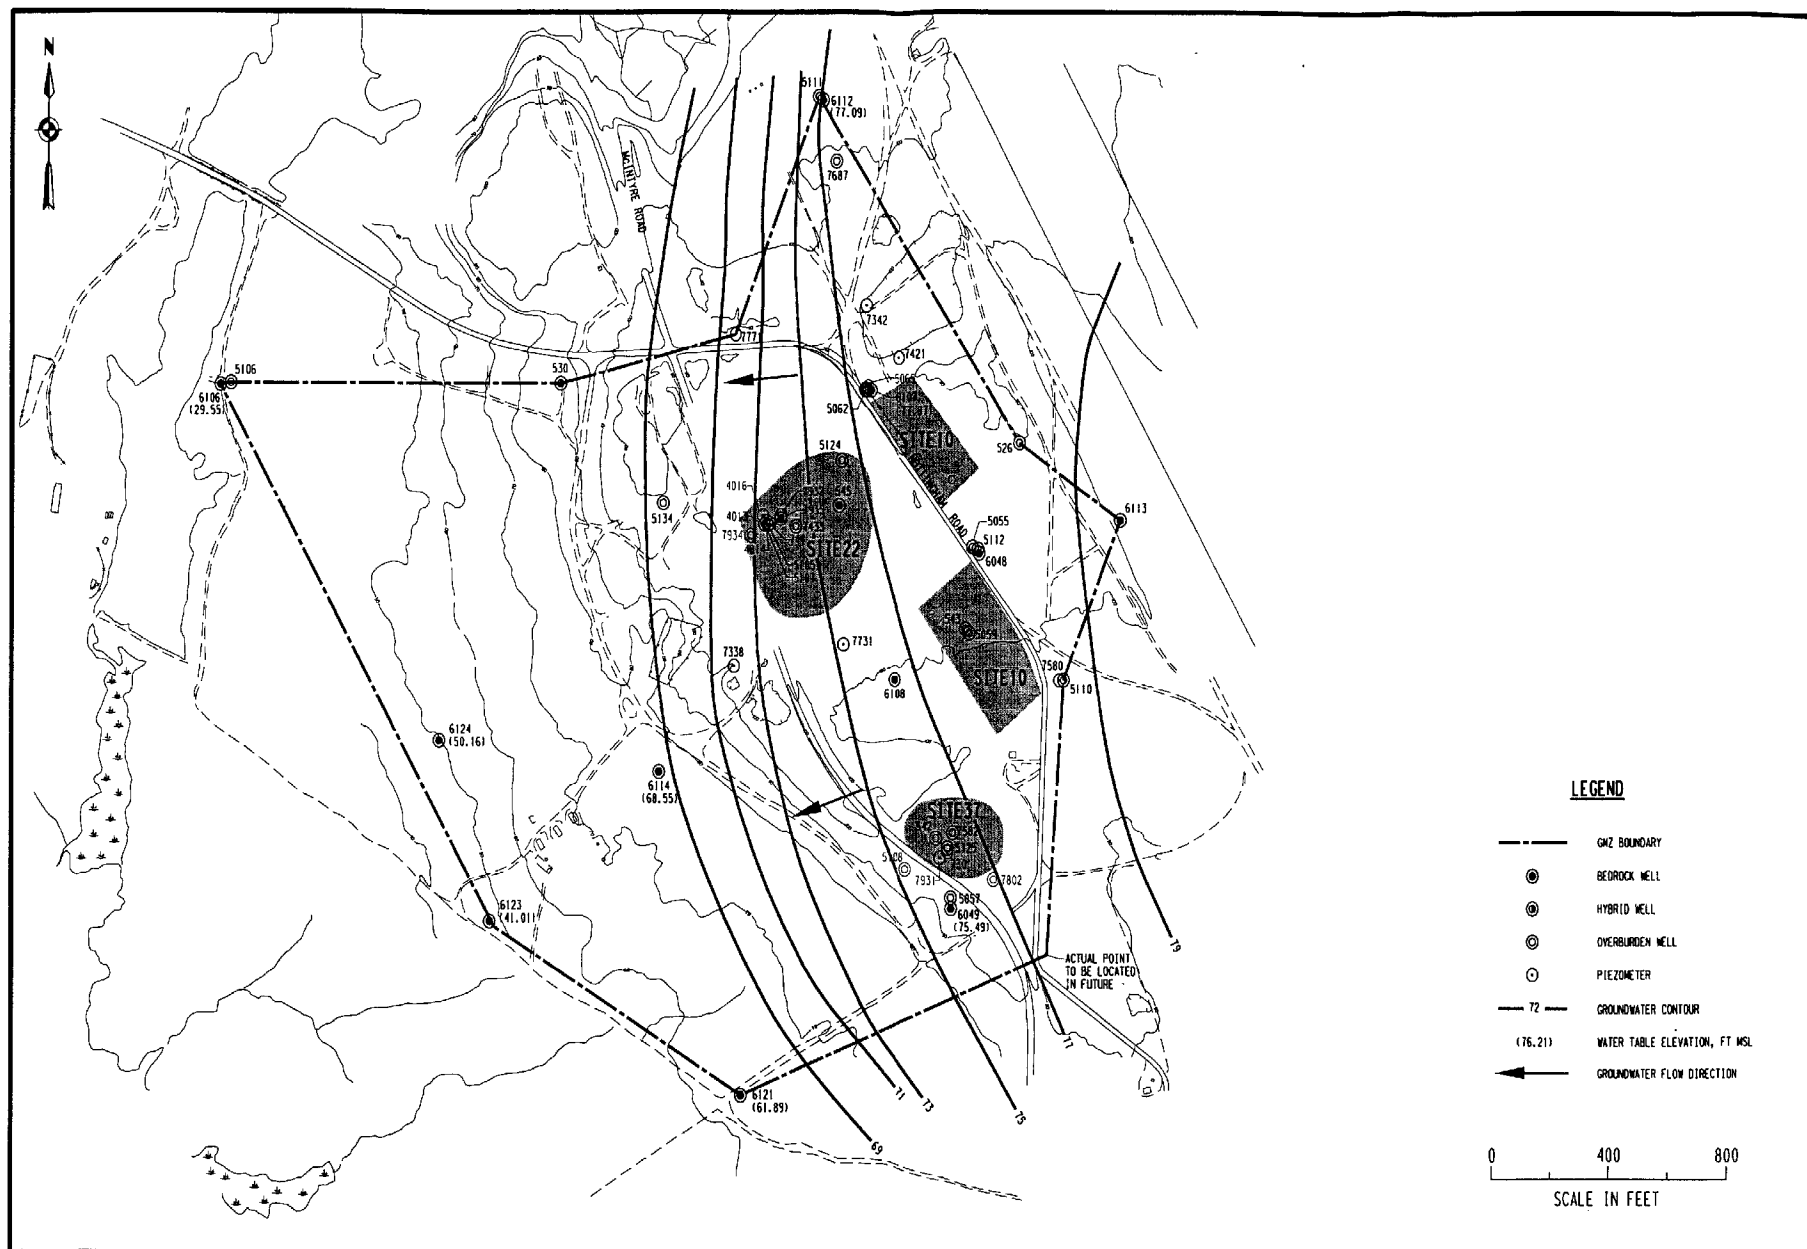 N
5111
6112
(77.09)
7687
MCINTYRE ROAD
7342
7771
7421
5106
6106
(29.55)
530
5062
SITE10
526
5124
4016
5134
7934
SITE22
ROAD
5055
5112
6048
6113
7731
7338
6108
SITE10
7580
5110
6124
(50.16)
6114
(68.55)
SITE37
5108
7931
7802
5857
6049
(75.49)
6123
(41.01)
ACTUAL POINT
TO BE LOCATED
IN FUTURE
79
77
75
73
71
69
6121
(61.89)
LEGEND
GMZ BOUNDARY
BEDROCK WELL
HYBRID WELL
OVERBURDEN WELL
PIEZOMETER
72 GROUNDWATER CONTOUR
(76.21) WATER TABLE ELEVATION, FT MSL
GROUNDWATER FLOW DIRECTION
0 400 800
SCALE IN FEET